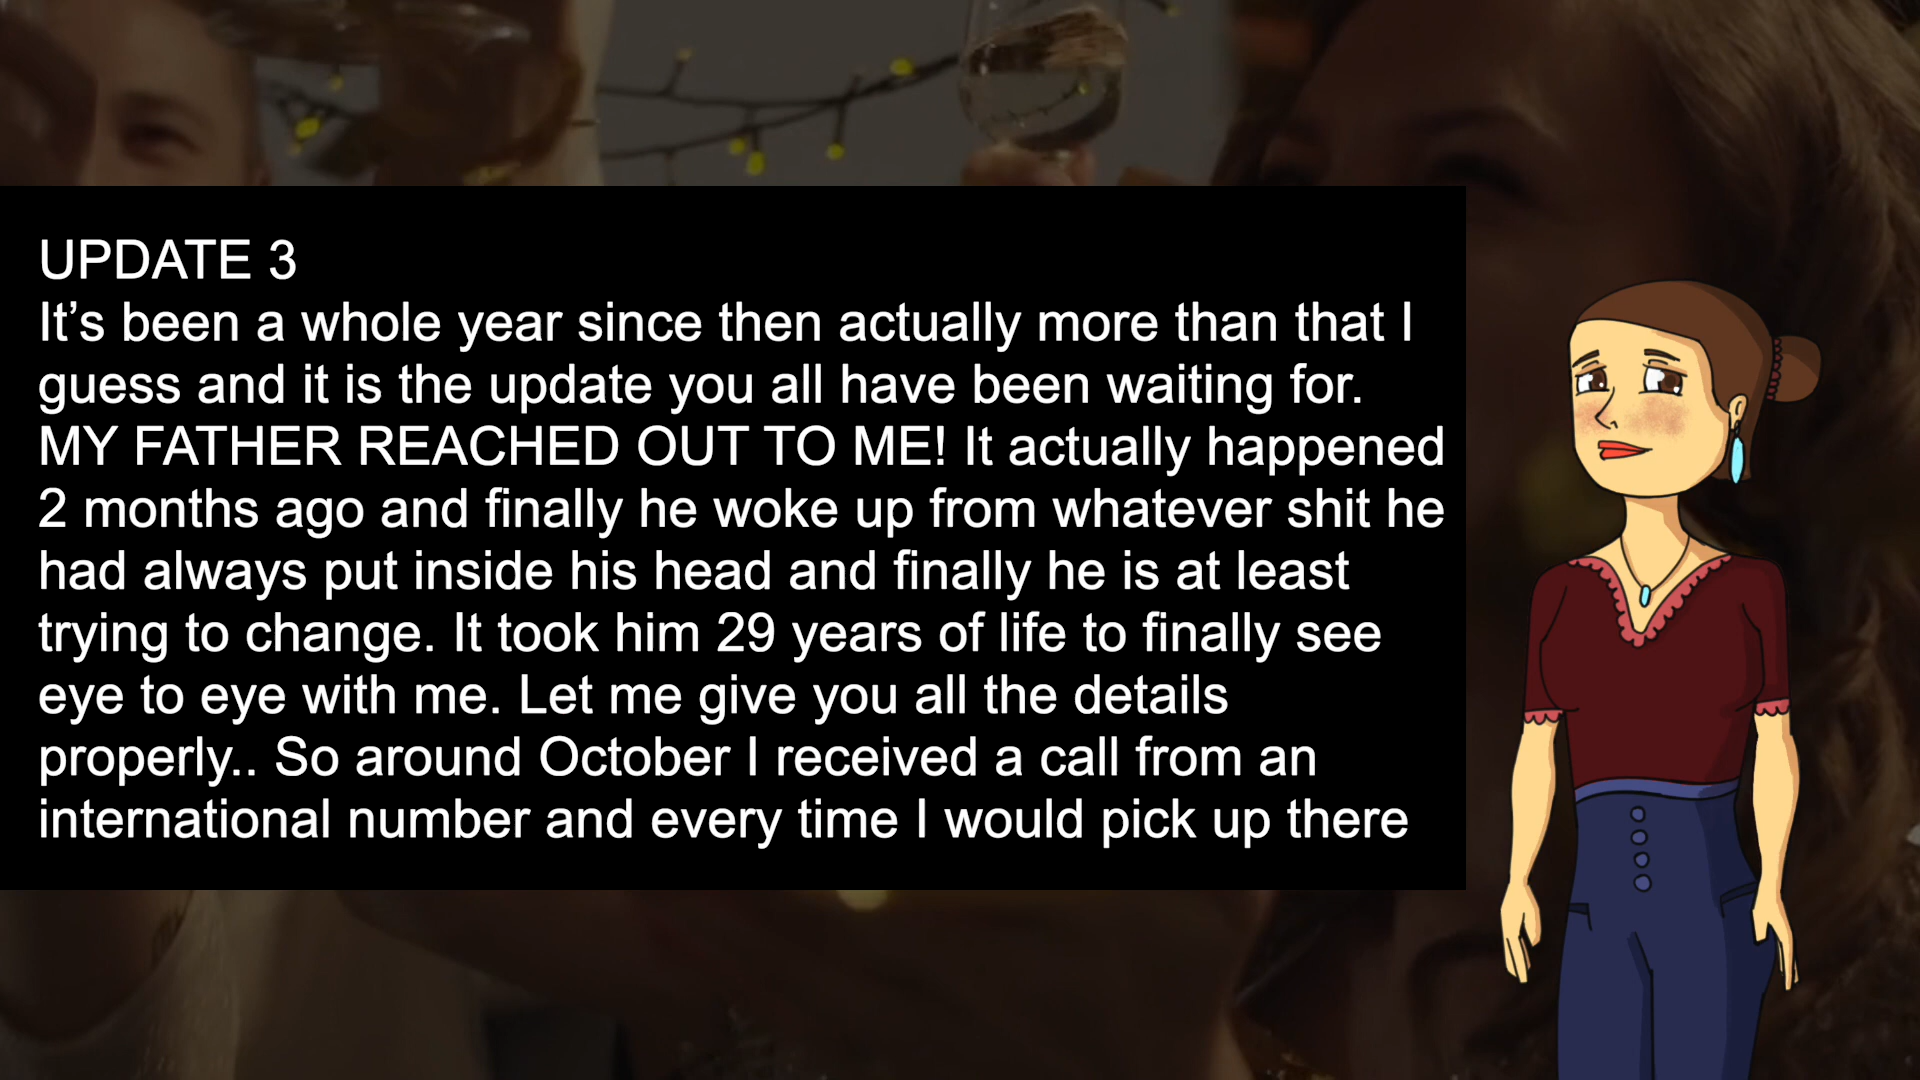 UPDATE 3
It’s been a whole year since then actually more than that I
guess and it is the update you all have been waiting for.
MY FATHER REACHED OUT TO ME! It actually happened
2 months ago and finally he woke up from whatever shit he
had always put inside his head and finally he is at least
trying to change. It took him 29 years of life to finally see
eye to eye with me. Let me give you all the details
properly.. So around October I received a call from an
international number and every time I would pick up there